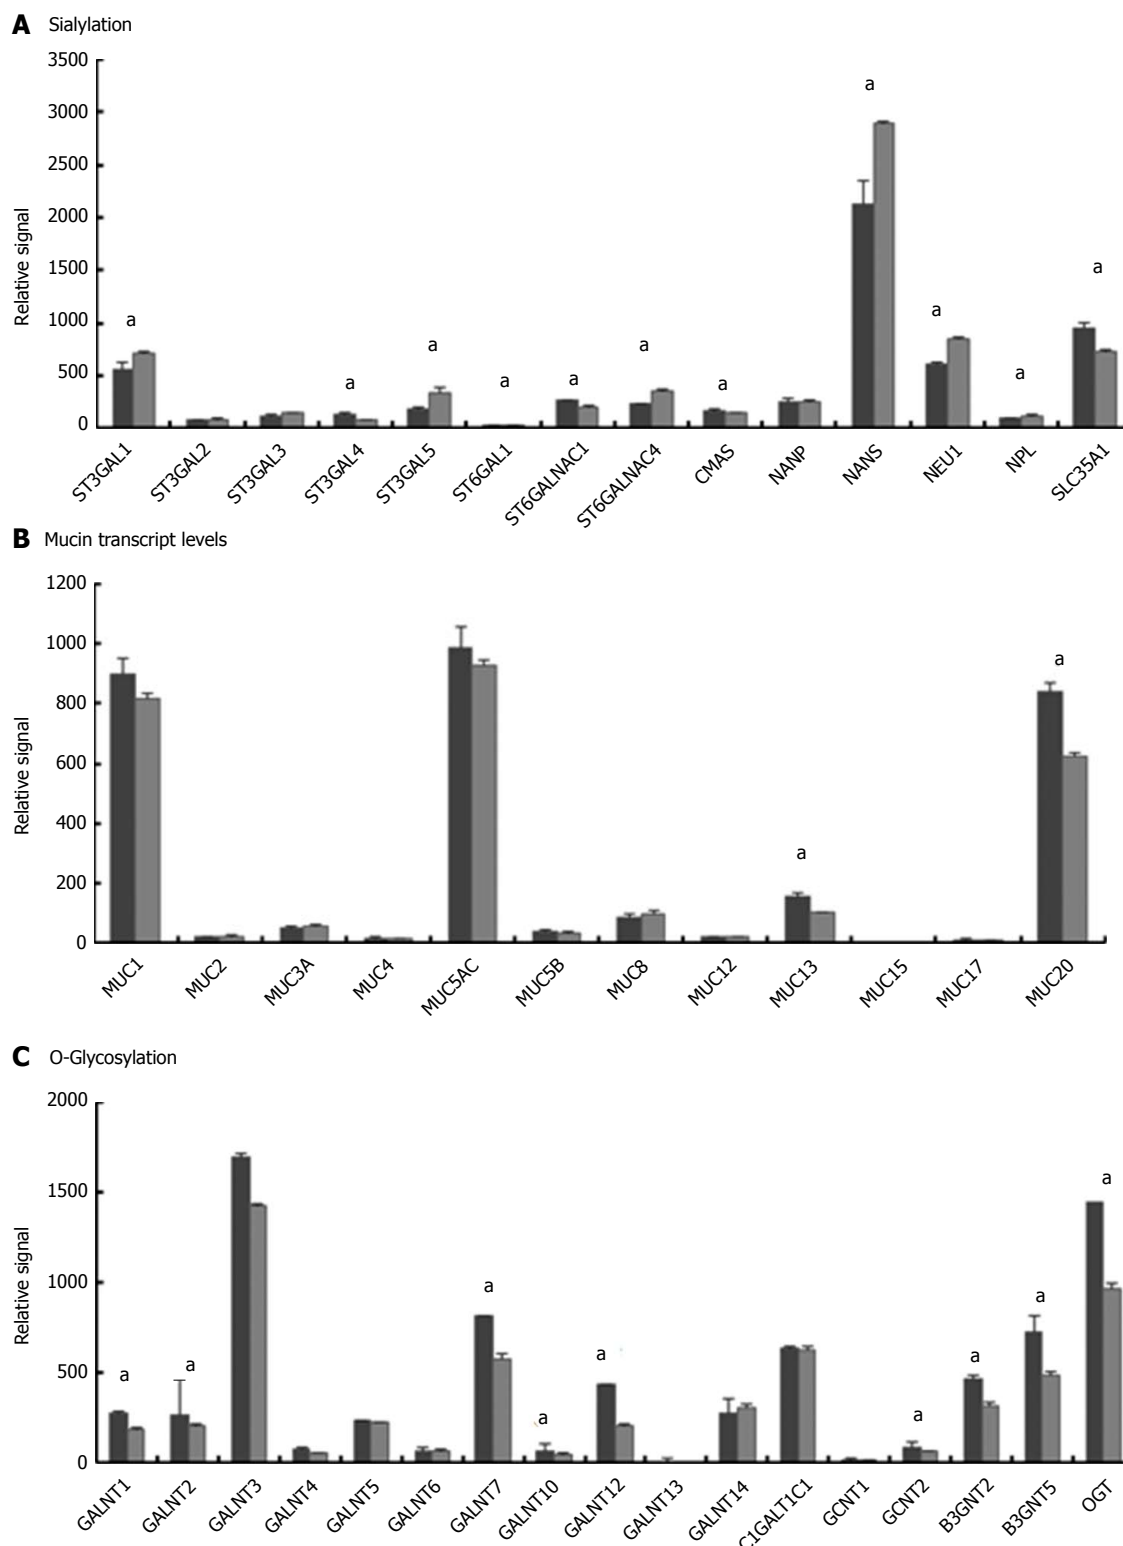 A Sialylation
3500
3000
2500
2000
1500
1000
500
0
Relative signal
a a a a a a a a a a a
ST3GAL1 ST3GAL2 ST3GAL3 ST3GAL4 ST3GAL5 ST6GAL1 ST6GALNAC1 ST6GALNAC4 CMAS NANP NANS NEU1 NPL SLC35A1
B Mucin transcript levels
1200
1000
800
600
400
200
0
Relative signal
a a
MUC1 MUC2 MUC3A MUC4 MUC5AC MUC5B MUC8 MUC12 MUC13 MUC15 MUC17 MUC20
C O-Glycosylation
2000
1500
1000
500
0
Relative signal
a a a a a a a a a
GALNT1 GALNT2 GALNT3 GALNT4 GALNT5 GALNT6 GALNT7 GALNT10 GALNT12 GALNT13 GALNT14 C1GALT1C1 GCNT1 GCNT2 B3GNT2 B3GNT5 OGT